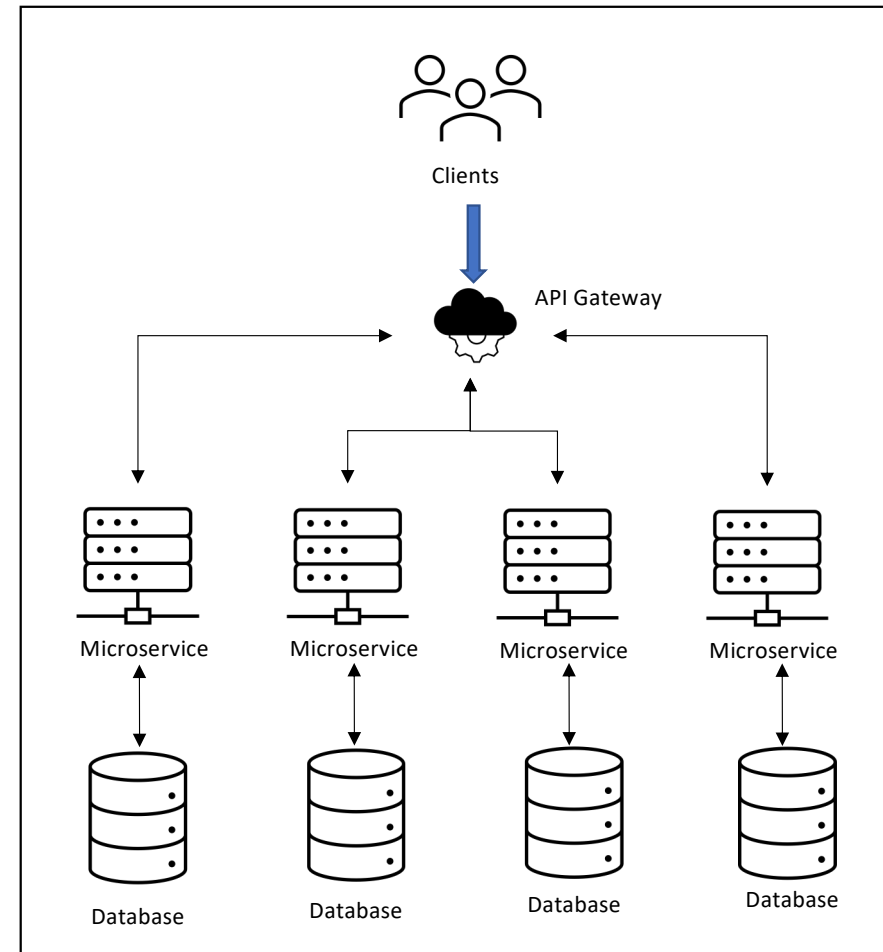 Clients
API Gateway
Microservice
Microservice
Microservice
Microservice
Database
Database
Database
Database